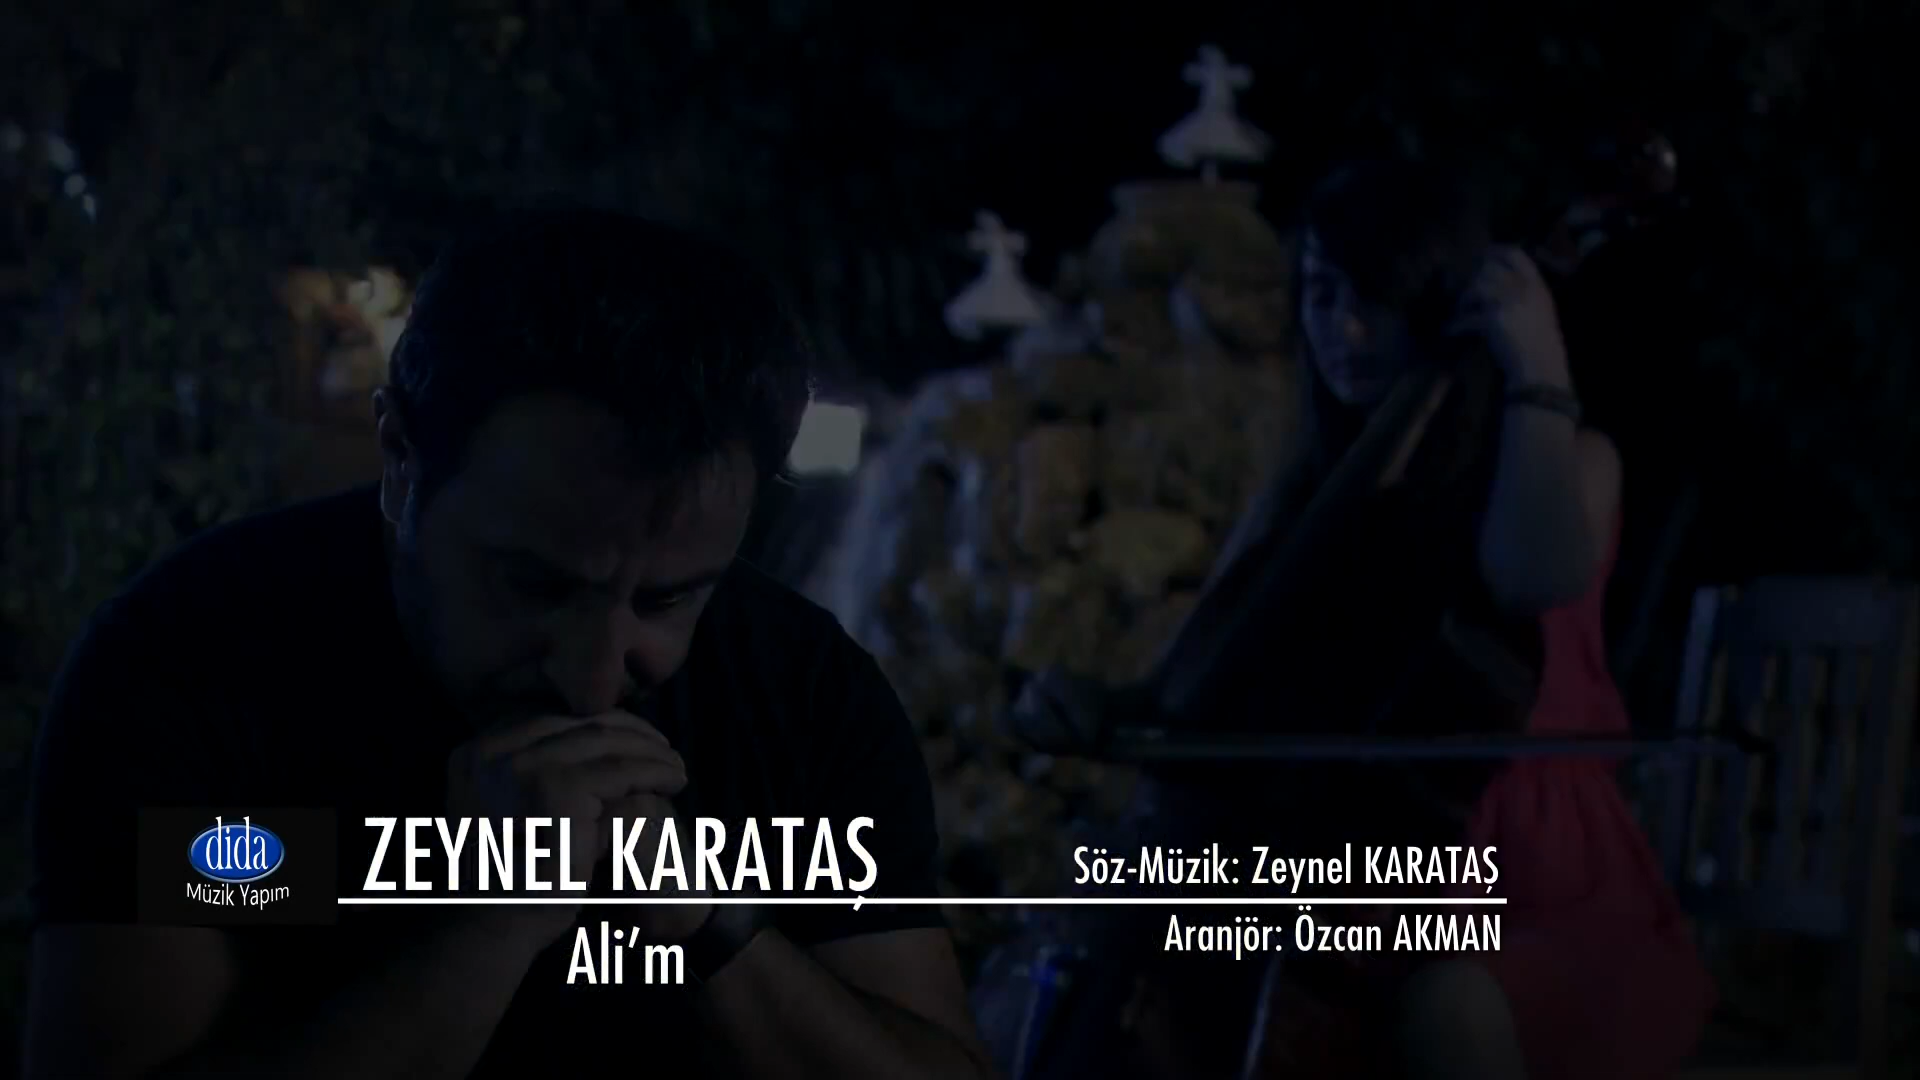 dida
Müzik Yapım
ZEYNEL KARATAŞ
Ali’m
Söz-Müzik: Zeynel KARATAŞ
Aranjör: Özcan AKMAN